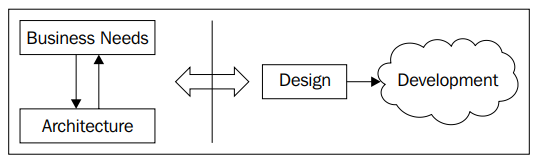 Business Needs
Architecture
Design
Development